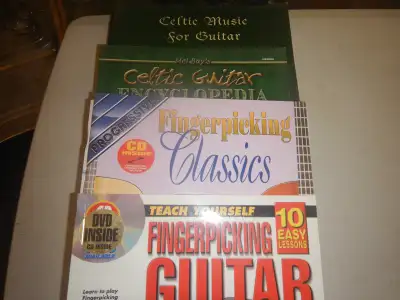 Celtic Music
For Guitar
Mel Bay's
Celtic Guitar
ENCYCLOPEDIA
PROGRESSIVE
Fingerpicking
CD
Classics
TEACH YOURSELF
DVD
INSIDE
FINGERPICKING
10
EASY
LESSONS
GUITAR
Learn to play
Fingerpicking